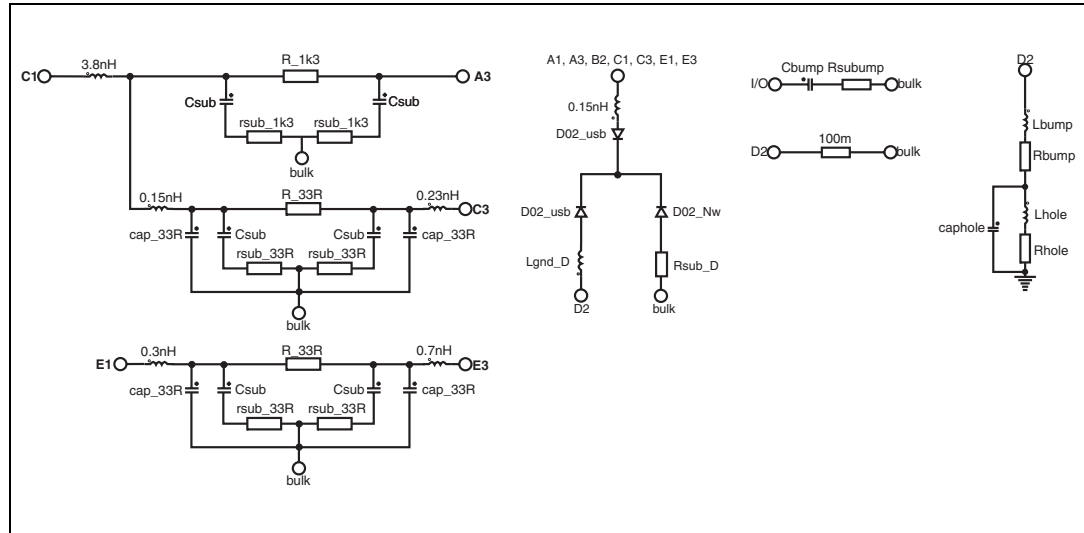 C1
3.8nH
R_1k3
A3
Csub
Csub
rsub_1k3
rsub_1k3
bulk
0.15nH
R_33R
0.23nH
C3
cap_33R
Csub
Csub
cap_33R
rsub_33R
rsub_33R
bulk
E1
0.3nH
R_33R
0.7nH
E3
cap_33R
Csub
Csub
cap_33R
rsub_33R
rsub_33R
bulk
A1, A3, B2, C1, C3, E1, E3
0.15nH
D02_usb
D02_usb
D02_Nw
Lgnd_D
Rsub_D
D2
bulk
Cbump Rsubump
I/O
bulk
100m
D2
bulk
D2
Lbump
Rbump
Lhole
caphole
Rhole